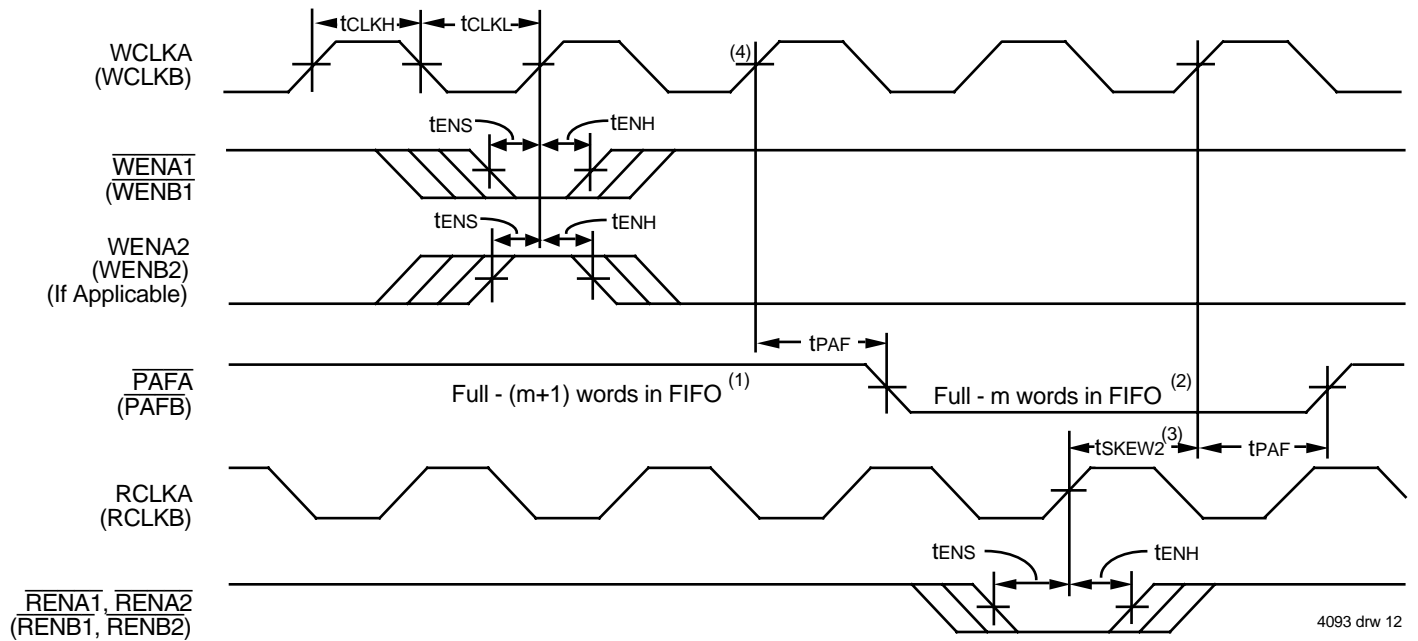 tCLKH
tCLKL
WCLKA
(WCLKB)
(4)
tENS
tENH
WENA1
(WENB1
tENS
tENH
WENA2
(WENB2)
(If Applicable)
tPAF
PAFA
(PAFB)
Full - (m+1) words in FIFO (1)
Full - m words in FIFO (2)
tSKEW2 (3)
tPAF
RCLKA
(RCLKB)
tENS
tENH
RENA1, RENA2
(RENB1, RENB2)
4093 drw 12